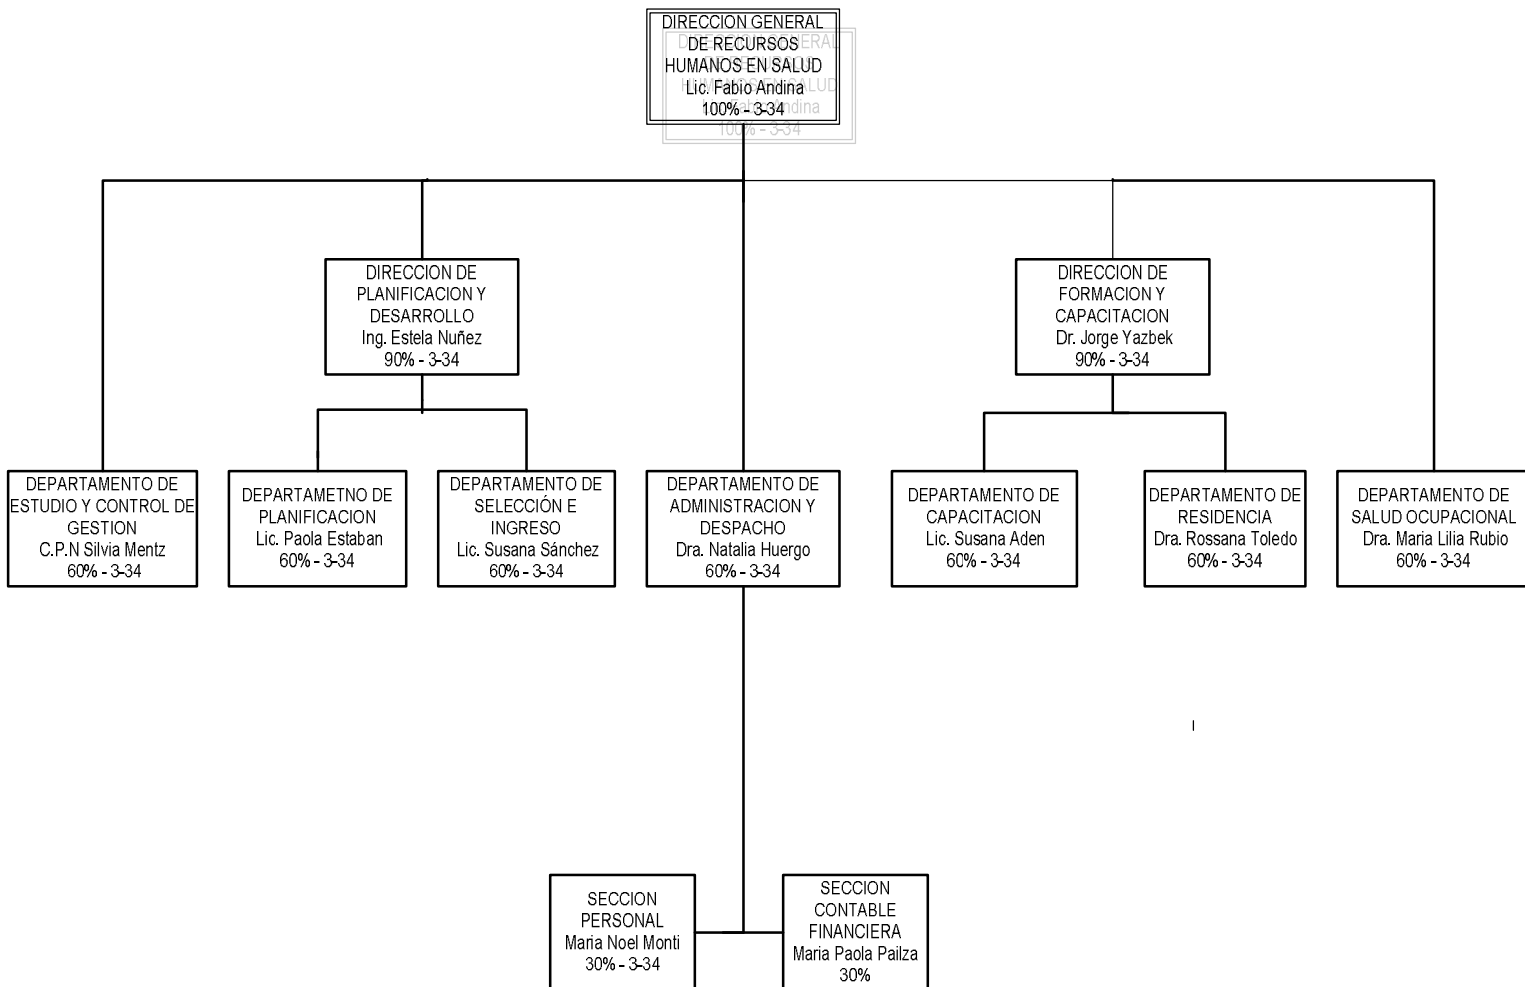 DIRECCION GENERAL
DE RECURSOS
HUMANOS EN SALUD
Lic. Fabio Andina
100% - 3-34
DIRECCION DE
PLANIFICACION Y
DESARROLLO
Ing. Estela Nuñez
90% - 3-34
DIRECCION DE
FORMACION Y
CAPACITACION
Dr. Jorge Yazbek
90% - 3-34
DEPARTAMENTO DE
ESTUDIO Y CONTROL DE
GESTION
C.P.N Silvia Mentz
60% - 3-34
DEPARTAMETNO DE
PLANIFICACION
Lic. Paola Estaban
60% - 3-34
DEPARTAMENTO DE
SELECCIÓN E
INGRESO
Lic. Susana Sánchez
60% - 3-34
DEPARTAMENTO DE
ADMINISTRACION Y
DESPACHO
Dra. Natalia Huergo
60% - 3-34
DEPARTAMENTO DE
CAPACITACION
Lic. Susana Aden
60% - 3-34
DEPARTAMENTO DE
RESIDENCIA
Dra. Rossana Toledo
60% - 3-34
DEPARTAMENTO DE
SALUD OCUPACIONAL
Dra. Maria Lilia Rubio
60% - 3-34
SECCION
PERSONAL
Maria Noel Monti
30% - 3-34
SECCION
CONTABLE
FINANCIERA
Maria Paola Pailza
30%